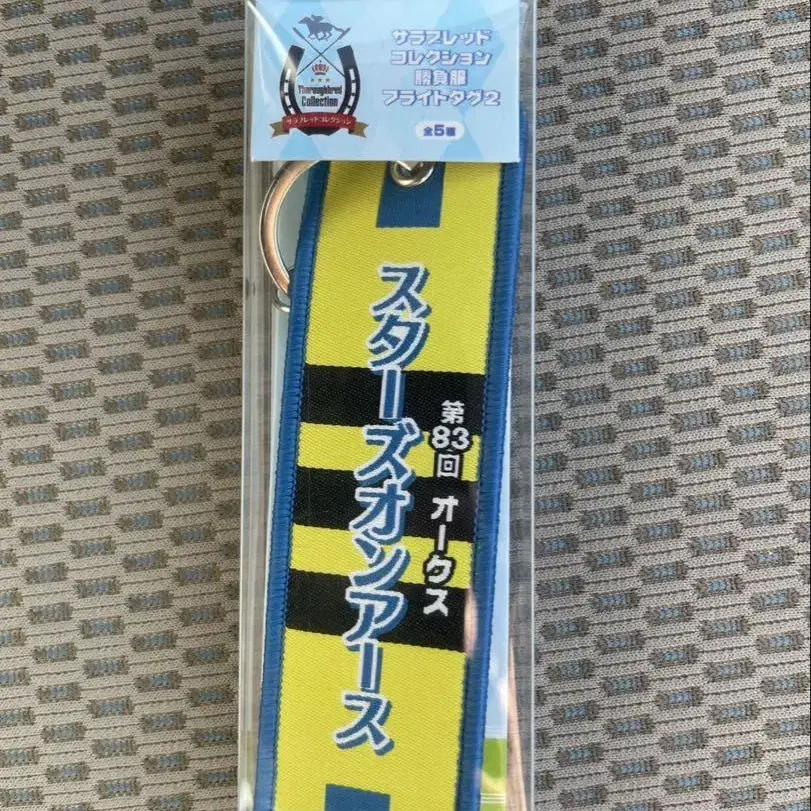 Thoroughbred
Collection
サラブレッドコレクション
サラブレッド
コレクション
勝負服
フライトタグ2
全5種
スターズオンアース
第83回 オークス